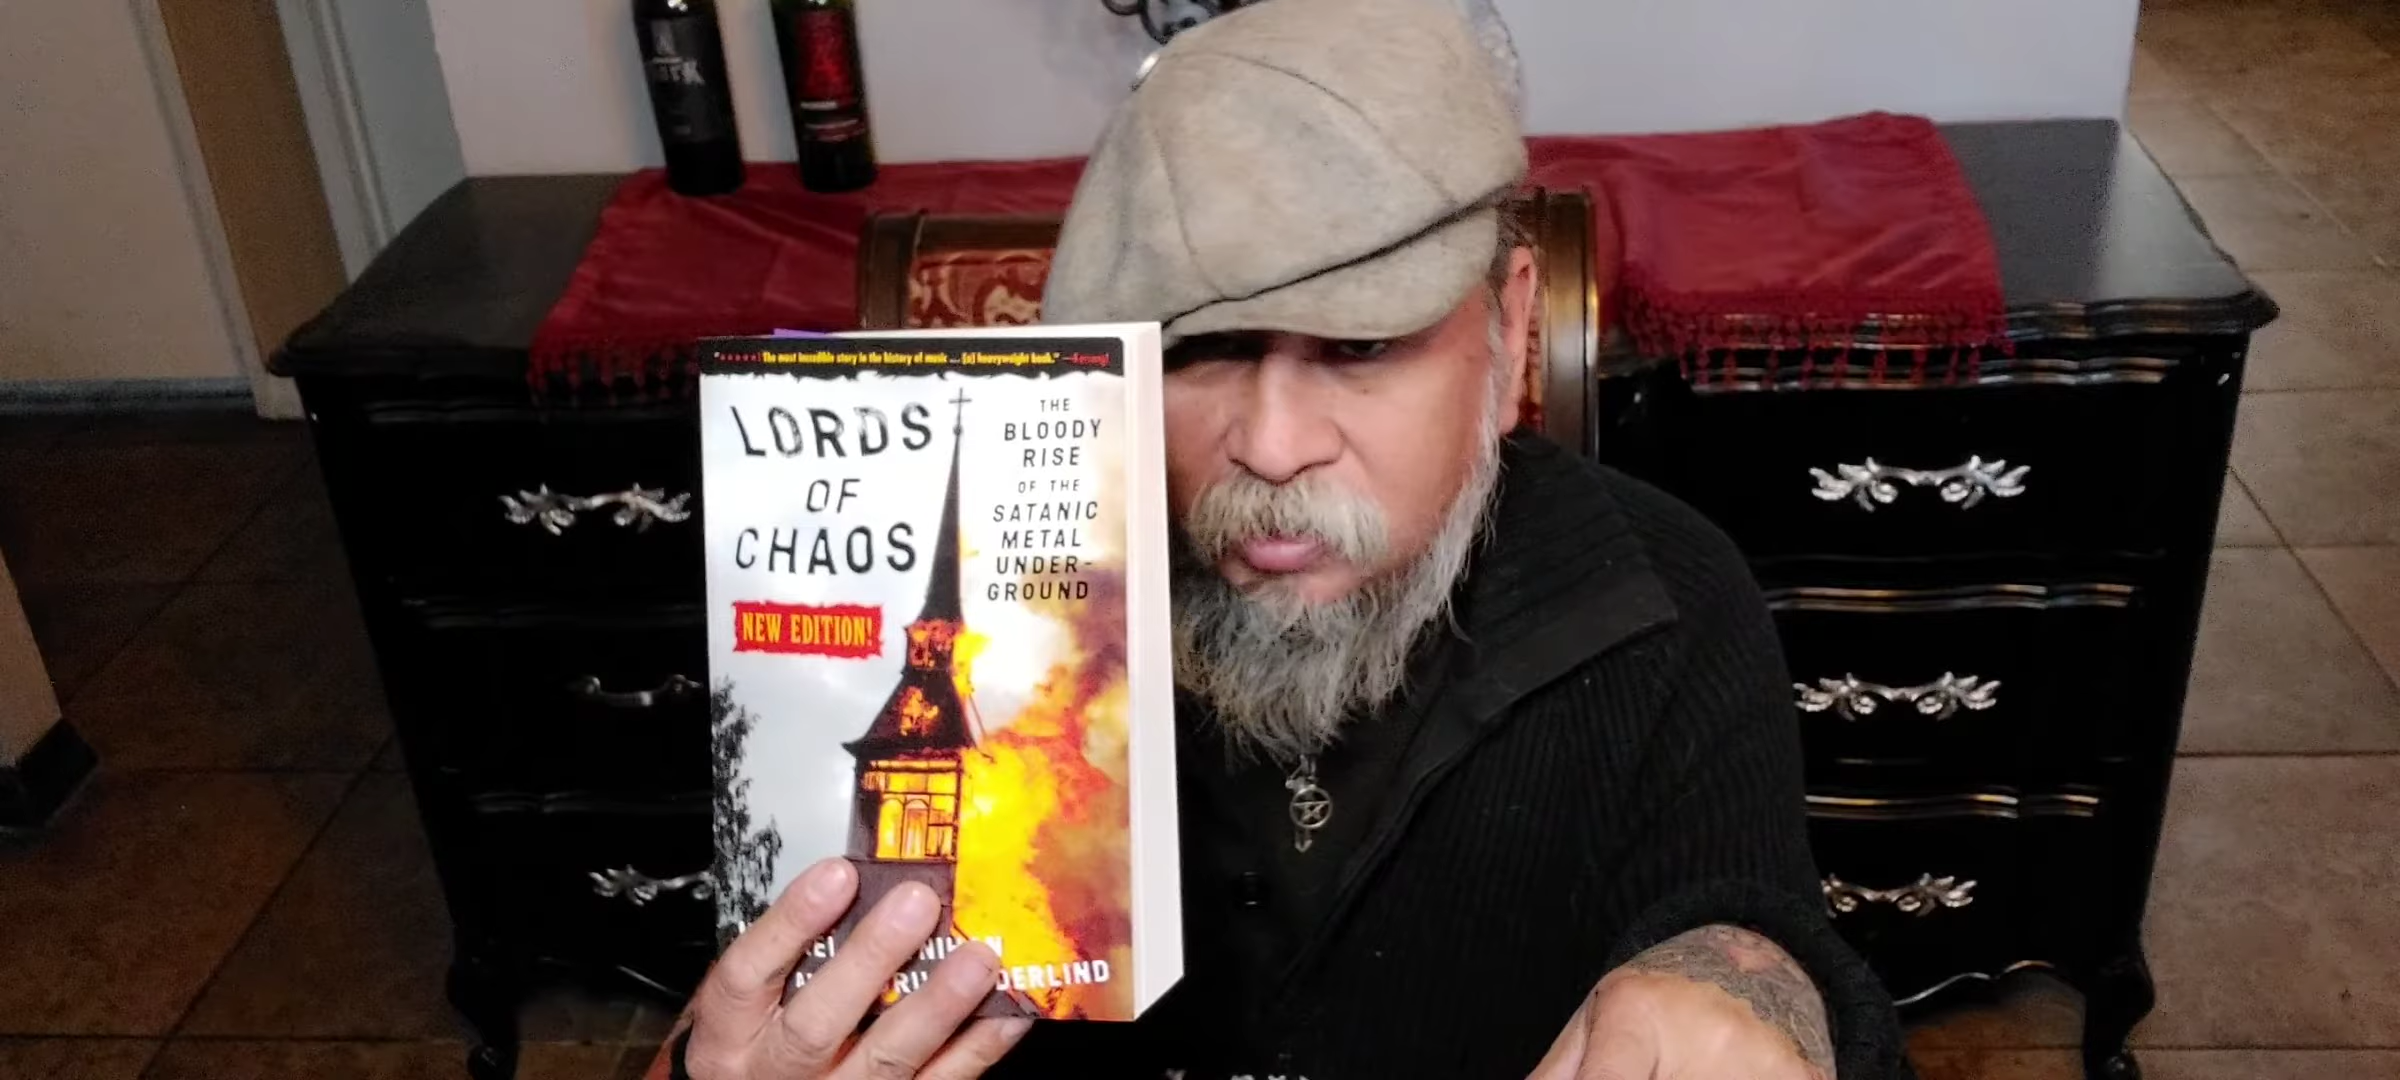 "★★★★★! The most incredible story in the history of music ... [a] heavyweight book." —Kerrang!
LORDS
OF
CHAOS
THE
BLOODY
RISE
OF THE
SATANIC
METAL
UNDER-
GROUND
NEW EDITION!